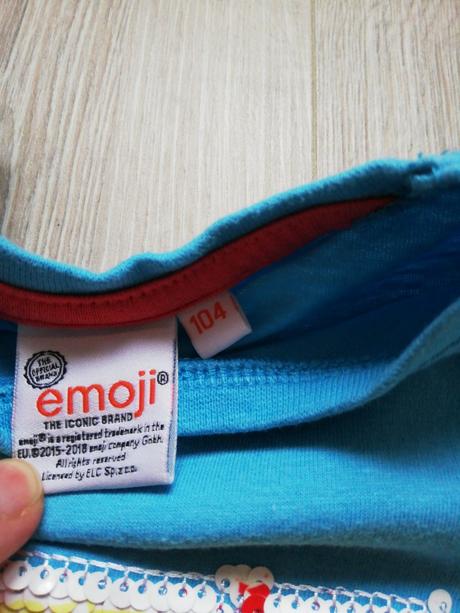 THE
OFFICIAL
BRAND
emoji®
THE ICONIC BRAND
emoji® is a registered trademark in the
EU.©2015-2018 emoji company GmbH.
All rights reserved
Licensed by ELC Sp.z.o.o.
104